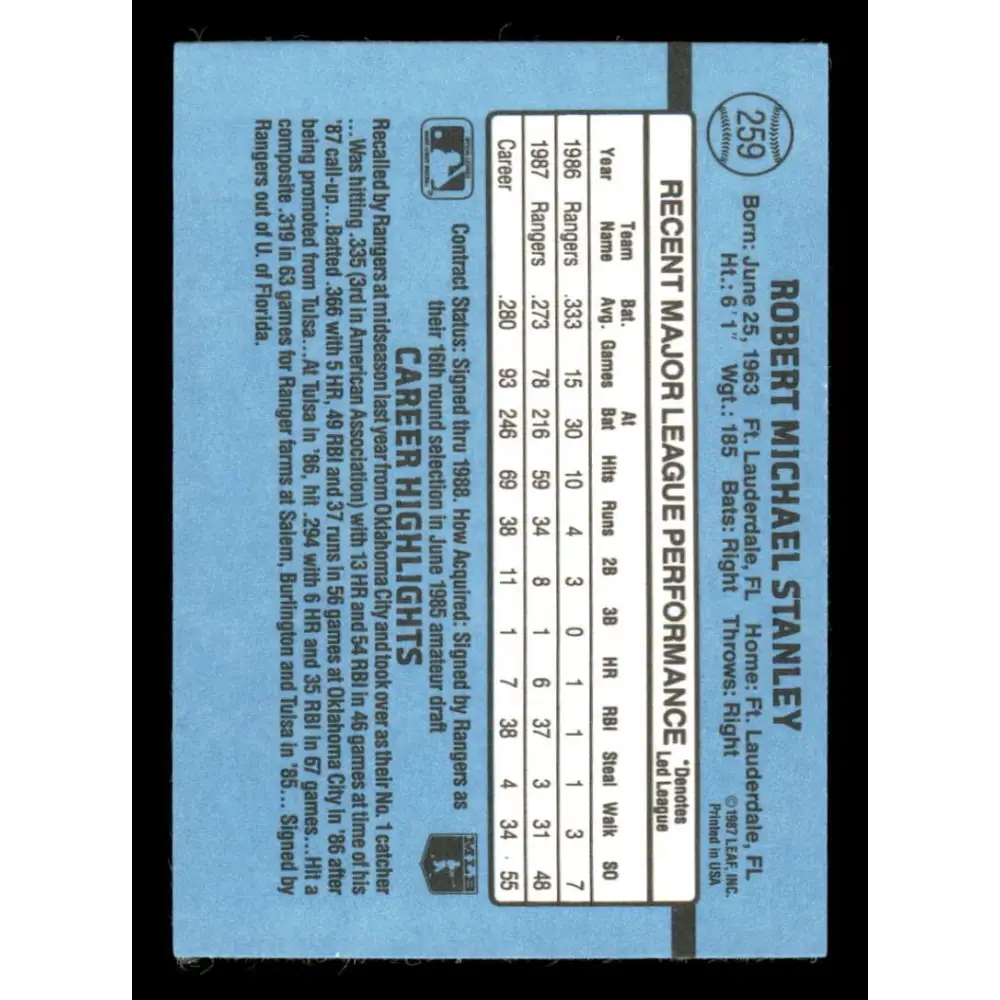 259
ROBERT MICHAEL STANLEY
Born: June 25, 1963 Ft. Lauderdale, FL Home: Ft. Lauderdale, FL
Ht.: 6'1" Wgt.: 185 Bats: Right Throws: Right
©1987 LEAF, INC.
Printed in USA
RECENT MAJOR LEAGUE PERFORMANCE *Denotes Led League
Year Team Name Bat. Avg. Games At Bat Hits Runs 2B 3B HR RBI Steal Walk SO
1986 Rangers .333 15 30 10 4 3 0 1 1 1 3 7
1987 Rangers .273 78 216 59 34 8 1 6 37 3 31 48
Career .280 93 246 69 38 11 1 7 38 4 34 55
Contract Status: Signed thru 1988. How Acquired: Signed by Rangers as
their 16th round selection in June 1985 amateur draft
MLB
CAREER HIGHLIGHTS
Recalled by Rangers at midseason last year from Oklahoma City and took over as their No. 1 catcher
...Was hitting .335 (3rd in American Association) with 13 HR and 54 RBI in 46 games at time of his
'87 call-up...Batted .366 with 5 HR, 49 RBI and 37 runs in 56 games at Oklahoma City in '86 after
being promoted from Tulsa...At Tulsa in '86, hit .294 with 6 HR and 35 RBI in 67 games...Hit a
composite .319 in 63 games for Ranger farms at Salem, Burlington and Tulsa in '85... Signed by
Rangers out of U. of Florida.